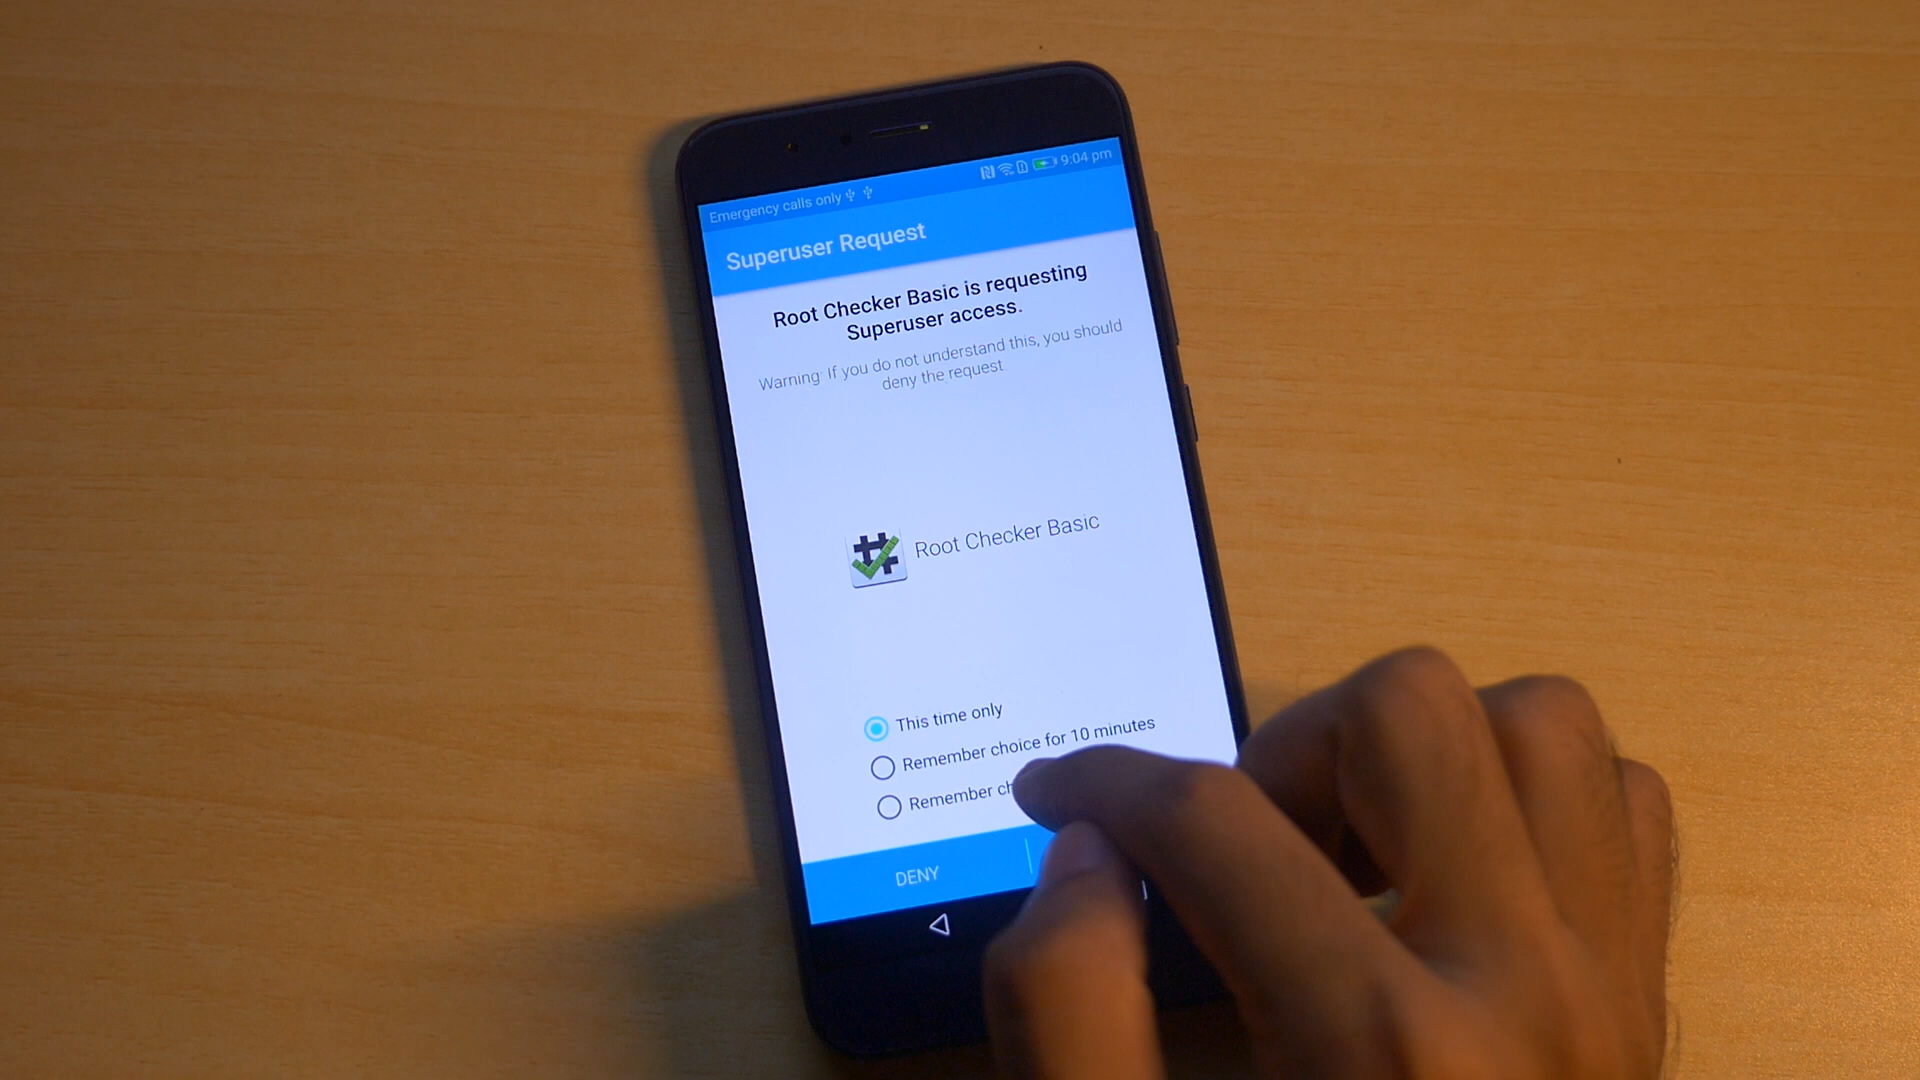 Emergency calls only
9:04 pm
Superuser Request
Root Checker Basic is requesting
Superuser access.
Warning: If you do not understand this, you should
deny the request.
Root Checker Basic
This time only
Remember choice for 10 minutes
Remember
DENY